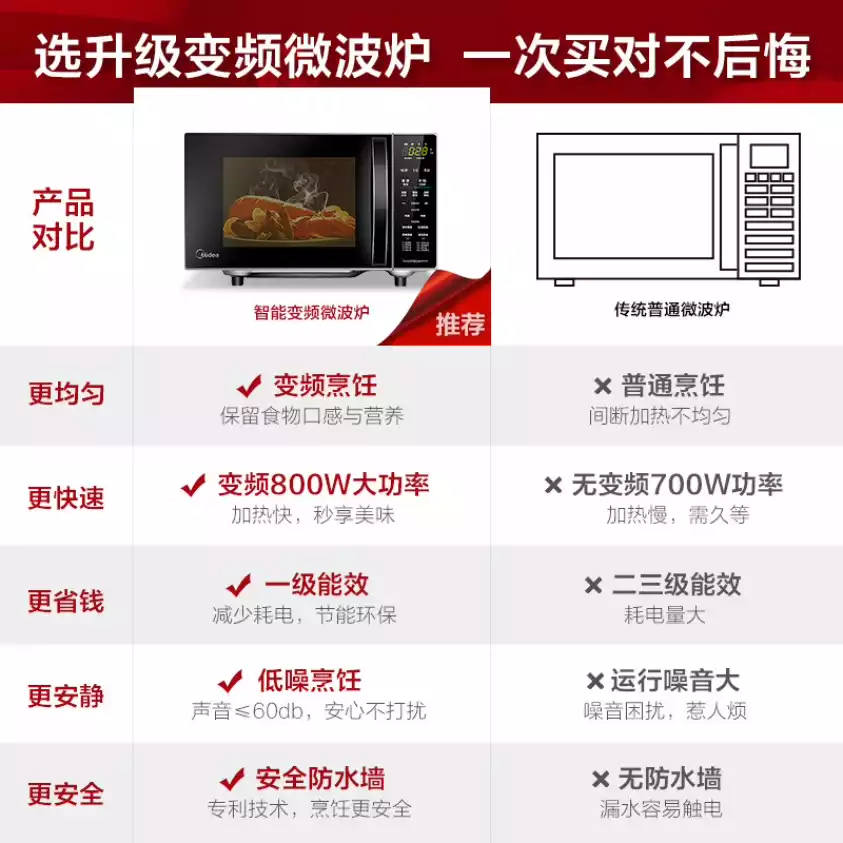 选升级变频微波炉 一次买对不后悔
产品
对比
Midea
028
智能变频微波炉
推荐
传统普通微波炉
更均匀
变频烹饪
保留食物口感与营养
普通烹饪
间断加热不均匀
更快速
变频800W大功率
加热快，秒享美味
无变频700W功率
加热慢，需久等
更省钱
一级能效
减少耗电，节能环保
二三级能效
耗电量大
更安静
低噪烹饪
声音≤60db，安心不打扰
运行噪音大
噪音困扰，惹人烦
更安全
安全防水墙
专利技术，烹饪更安全
无防水墙
漏水容易触电